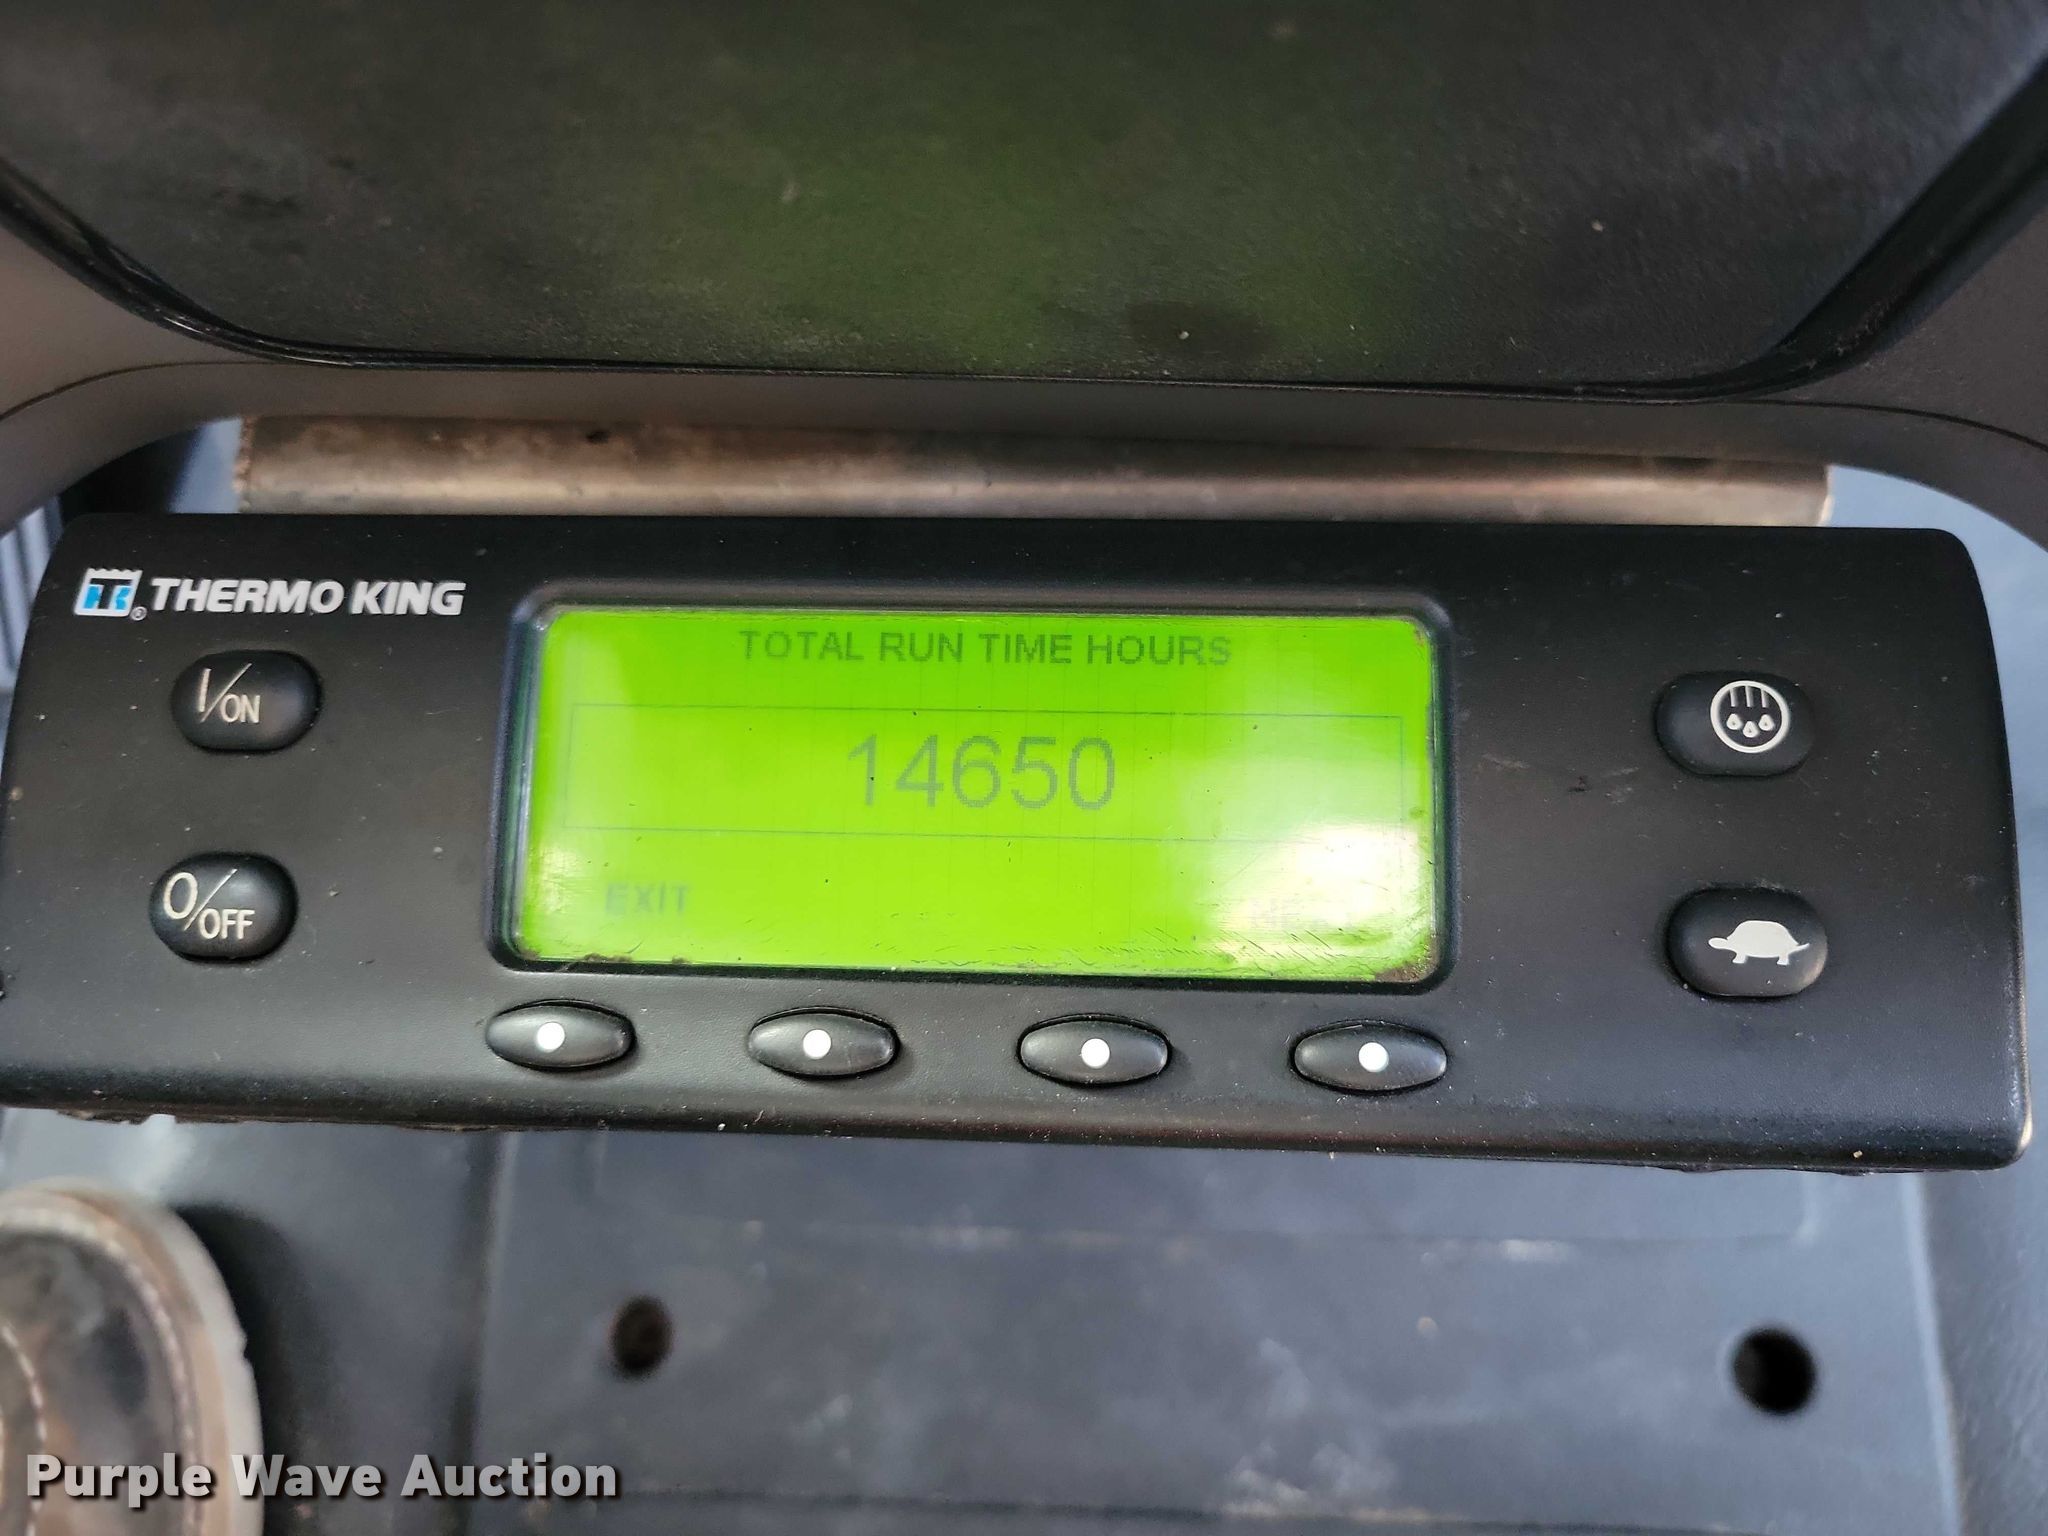 THERMO KING
TOTAL RUN TIME HOURS
I/ON
14650
O/OFF
EXIT
Purple Wave Auction